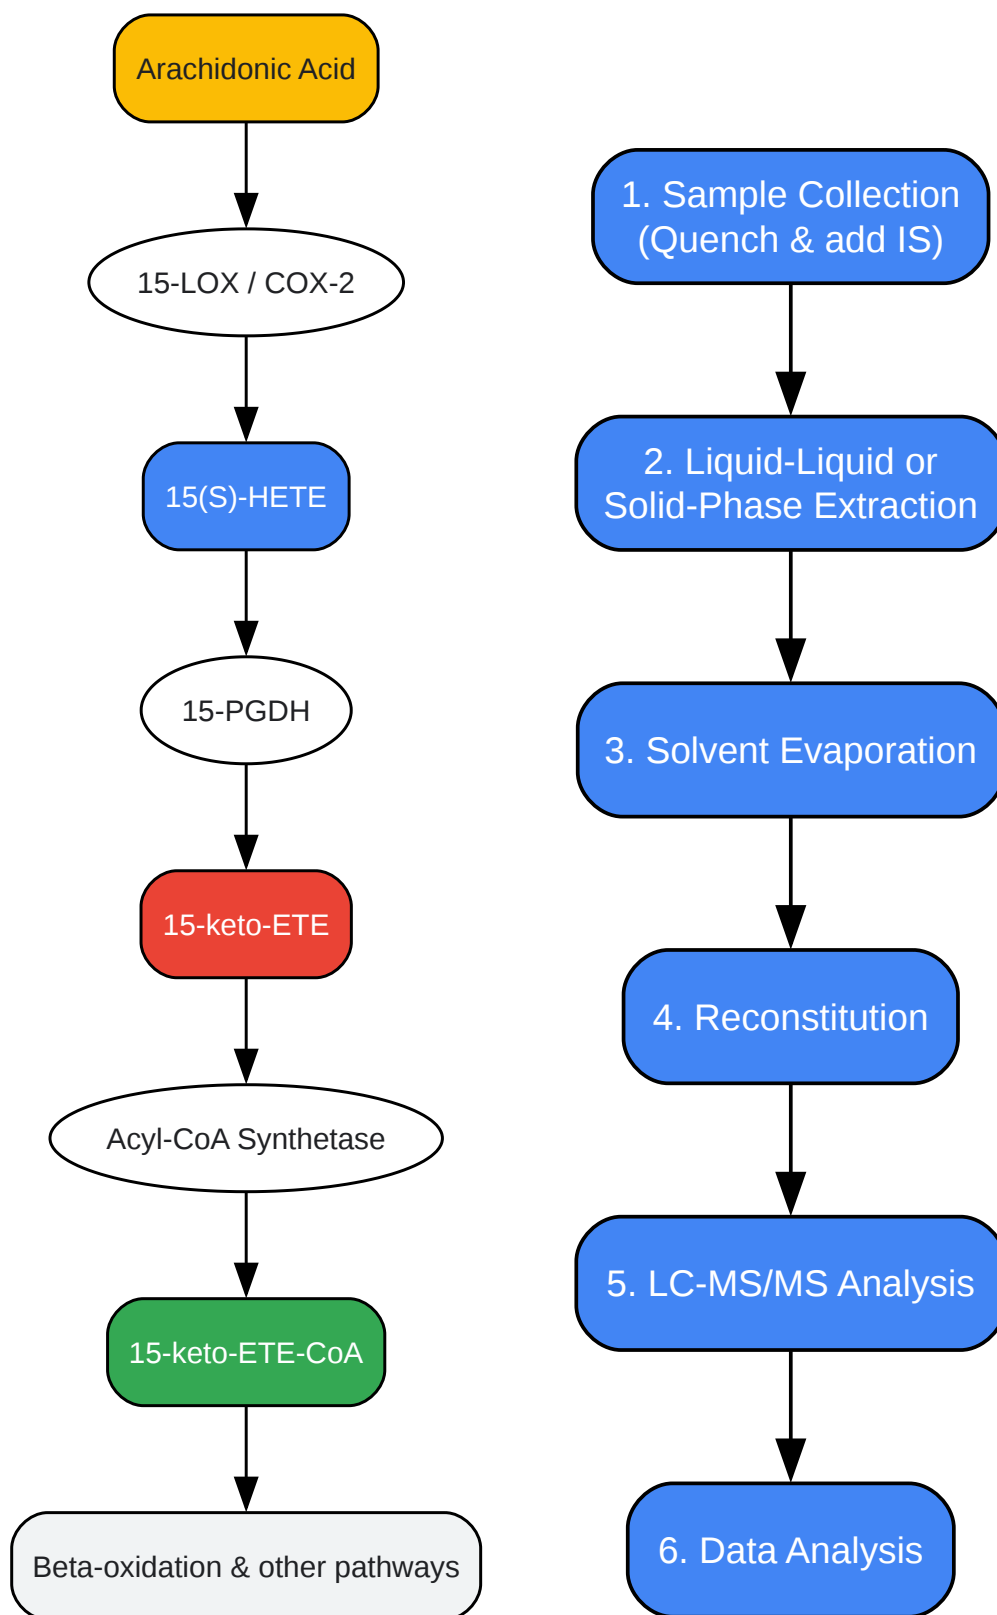 Arachidonic Acid
15-LOX / COX-2
15(S)-HETE
15-PGDH
15-keto-ETE
Acyl-CoA Synthetase
15-keto-ETE-CoA
Beta-oxidation & other pathways
1. Sample Collection
(Quench & add IS)
2. Liquid-Liquid or
Solid-Phase Extraction
3. Solvent Evaporation
4. Reconstitution
5. LC-MS/MS Analysis
6. Data Analysis